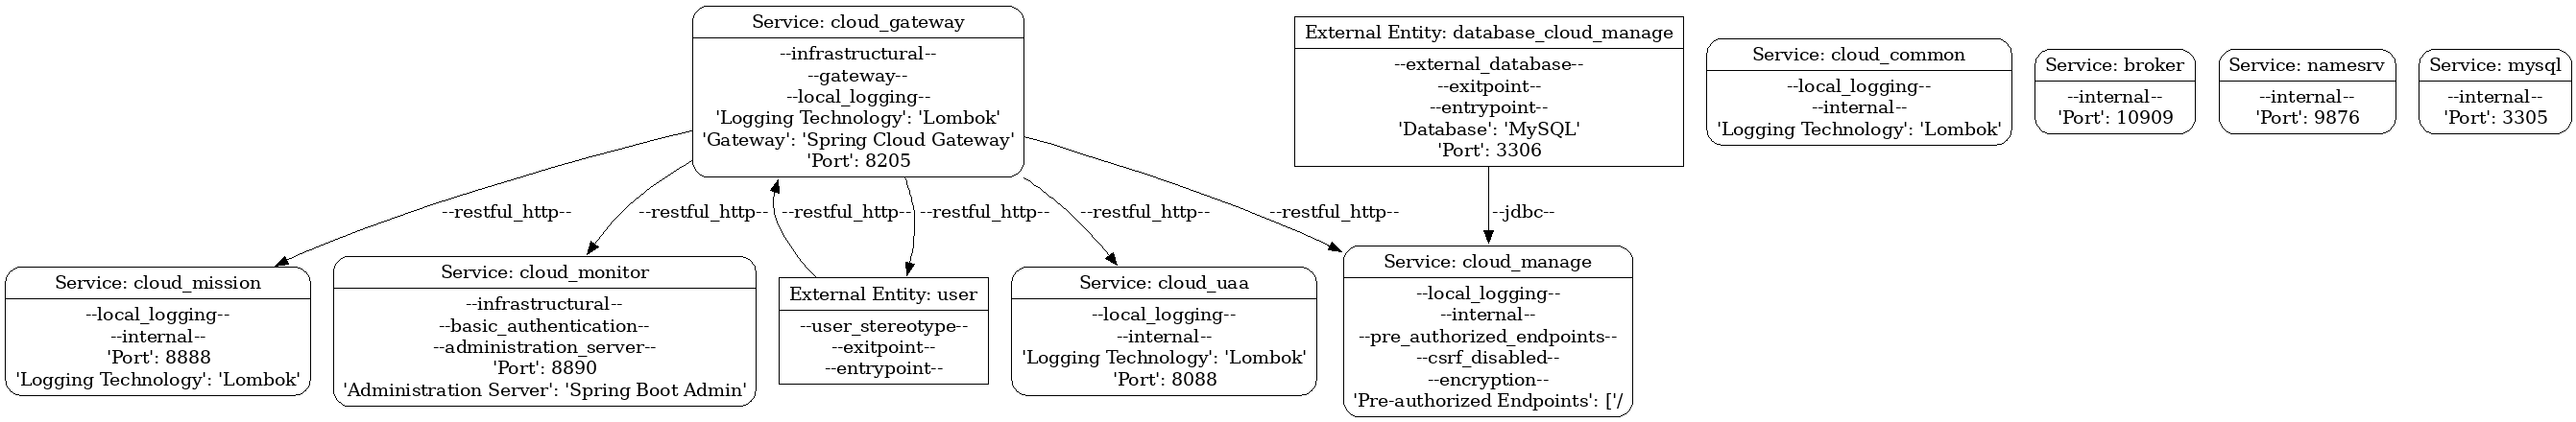 Service: cloud_gateway
--infrastructural--
--gateway--
--local_logging--
'Logging Technology': 'Lombok'
'Gateway': 'Spring Cloud Gateway'
'Port': 8205
External Entity: database_cloud_manage
--external_database--
--exitpoint--
--entrypoint--
'Database': 'MySQL'
'Port': 3306
Service: cloud_common
--local_logging--
--internal--
'Logging Technology': 'Lombok'
Service: broker
--internal--
'Port': 10909
Service: namesrv
--internal--
'Port': 9876
Service: mysql
--internal--
'Port': 3305
--restful_http--
--restful_http--
--restful_http--
--restful_http--
--restful_http--
--restful_http--
--jdbc--
Service: cloud_mission
--local_logging--
--internal--
'Port': 8888
'Logging Technology': 'Lombok'
Service: cloud_monitor
--infrastructural--
--basic_authentication--
--administration_server--
'Port': 8890
'Administration Server': 'Spring Boot Admin'
External Entity: user
--user_stereotype--
--exitpoint--
--entrypoint--
Service: cloud_uaa
--local_logging--
--internal--
'Logging Technology': 'Lombok'
'Port': 8088
Service: cloud_manage
--local_logging--
--internal--
--pre_authorized_endpoints--
--csrf_disabled--
--encryption--
'Pre-authorized Endpoints': ['/